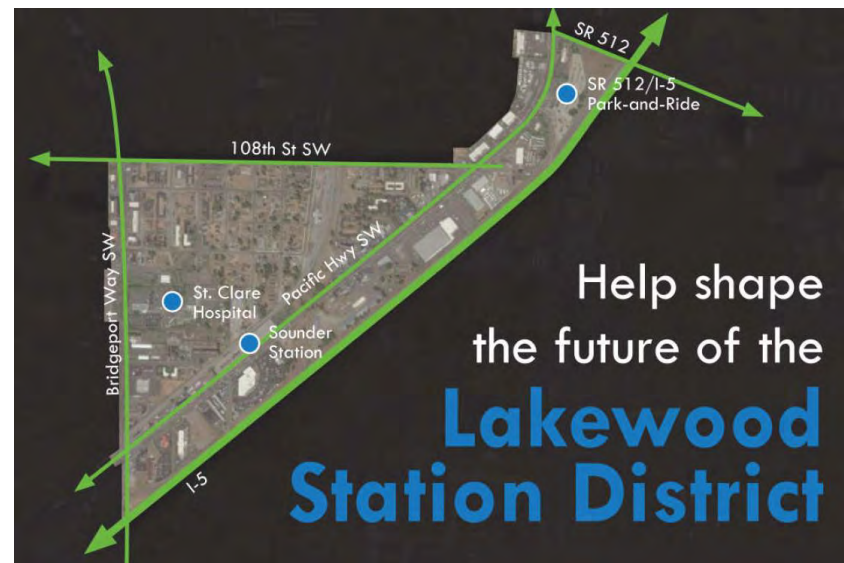 SR 512
SR 512/I-5
Park-and-Ride
108th St SW
Bridgeport Way SW
Pacific Hwy SW
St. Clare
Hospital
Sounder
Station
I-5
Help shape
the future of the
Lakewood
Station District